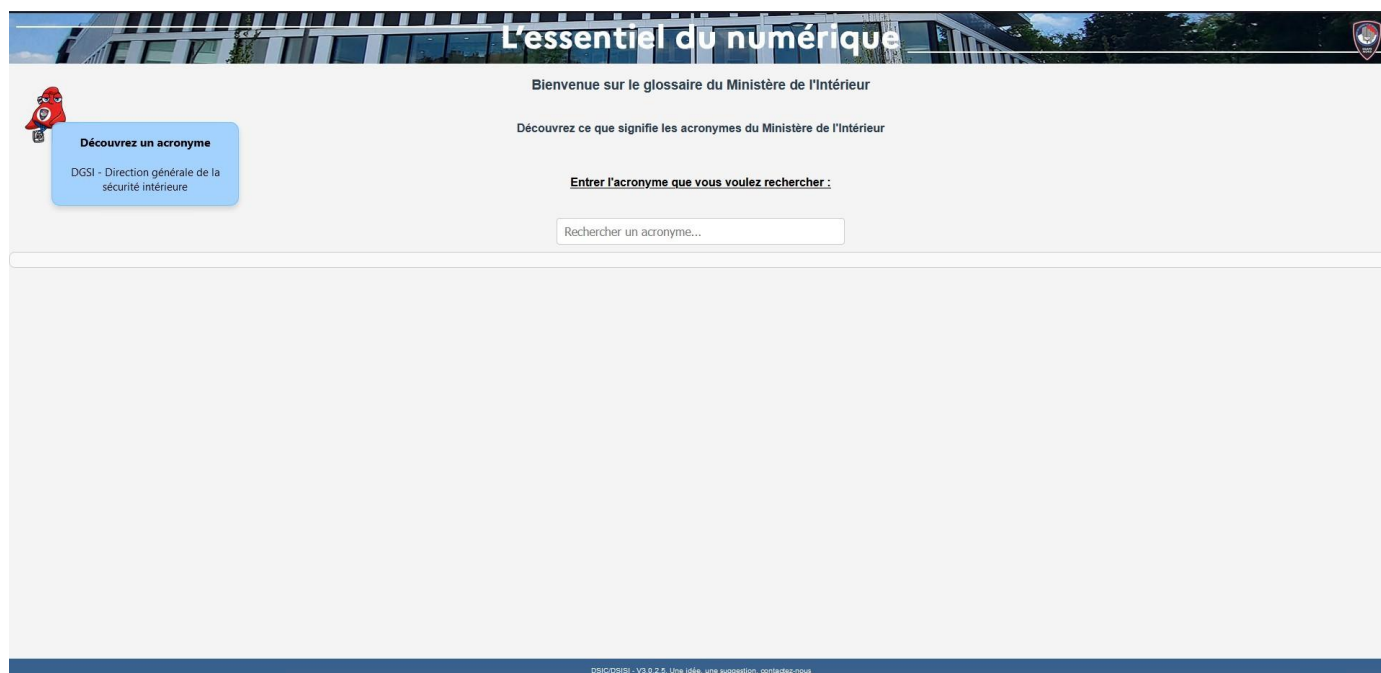 L'essentiel du numérique
Bienvenue sur le glossaire du Ministère de l'Intérieur
Découvrez ce que signifie les acronymes du Ministère de l'Intérieur
Découvrez un acronyme
DGSI - Direction générale de la
sécurité intérieure
Entrer l'acronyme que vous voulez rechercher :
Rechercher un acronyme...
DSIC/DSISI - V3.0.2.5. Une idée, une suggestion, contactez-nous